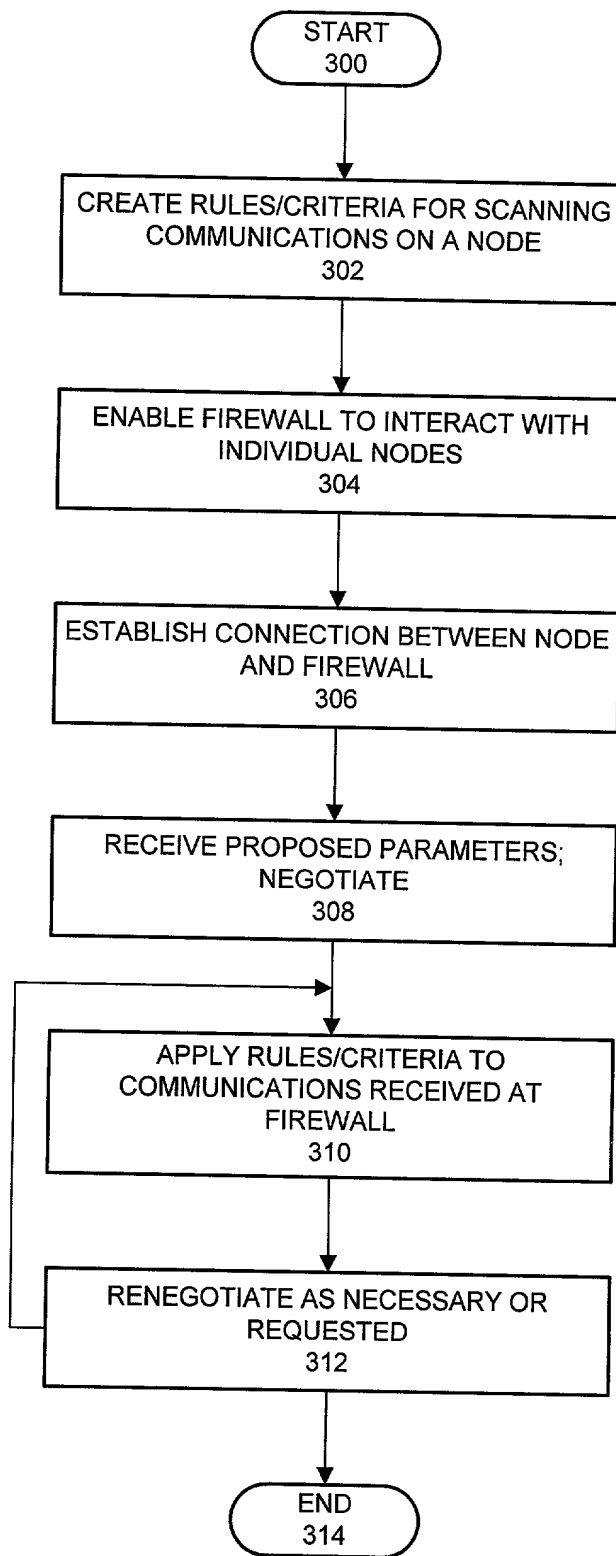 START
300
CREATE RULES/CRITERIA FOR SCANNING
COMMUNICATIONS ON A NODE
302
ENABLE FIREWALL TO INTERACT WITH
INDIVIDUAL NODES
304
ESTABLISH CONNECTION BETWEEN NODE
AND FIREWALL
306
RECEIVE PROPOSED PARAMETERS;
NEGOTIATE
308
APPLY RULES/CRITERIA TO
COMMUNICATIONS RECEIVED AT
FIREWALL
310
RENEGOTIATE AS NECESSARY OR
REQUESTED
312
END
314